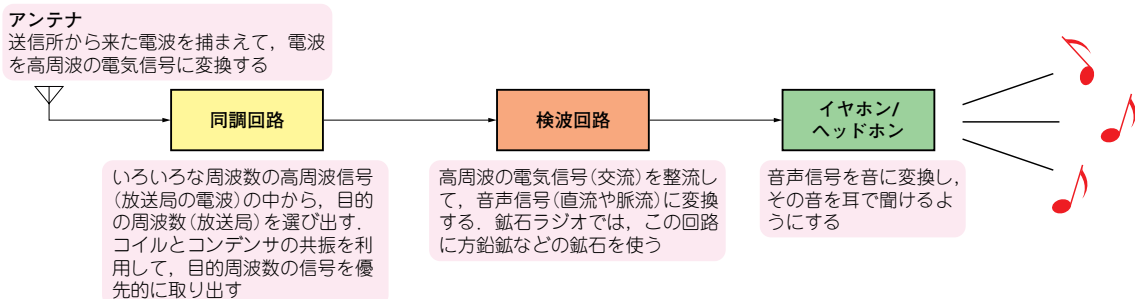 アンテナ
送信所から来た電波を捕まえて，電波
を高周波の電気信号に変換する
同調回路
検波回路
イヤホン/
ヘッドホン
いろいろな周波数の高周波信号
(放送局の電波)の中から，目的
の周波数(放送局)を選び出す．
コイルとコンデンサの共振を利
用して，目的周波数の信号を優
先的に取り出す
高周波の電気信号(交流)を整流し
て，音声信号(直流や脈流)に変換
する．鉱石ラジオでは，この回路
に方鉛鉱などの鉱石を使う
音声信号を音に変換し，
その音を耳で聞けるよ
うにする